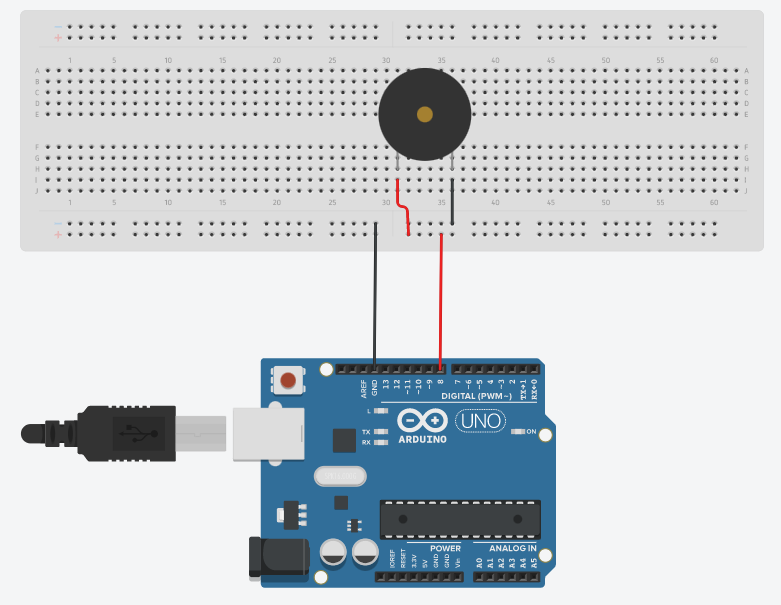 1 5 10 15 20 25 30 35 40 45 50 55 60
A A
B B
C C
D D
E E
F F
G G
H H
I I
J J
1 5 10 15 20 25 30 35 40 45 50 55 60
AREF GND 13 12 ~11 ~10 ~9 8 7 ~6 ~5 4 ~3 2 TX→1 RX←0
DIGITAL (PWM~)
L
TX
RX
UNO
ARDUINO
ON
POWER ANALOG IN
IOREF RESET 3.3V 5V GND GND Vin A0 A1 A2 A3 A4 A5